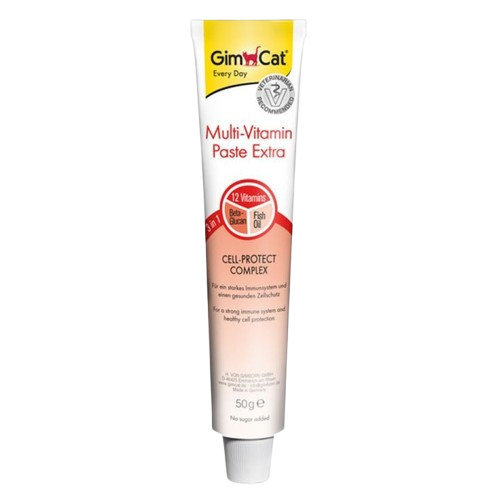 GimCat
Every Day
VETERINARIAN
RECOMMENDED
Multi-Vitamin
Paste Extra
3 in 1
12 Vitamins
Beta-
Glucan
Fish
Oil
CELL-PROTECT
COMPLEX
Für ein starkes Immunsystem und
einen gesunden Zellschutz
For a strong immune system and
healthy cell protection
Made in Germany
50g e
No sugar added